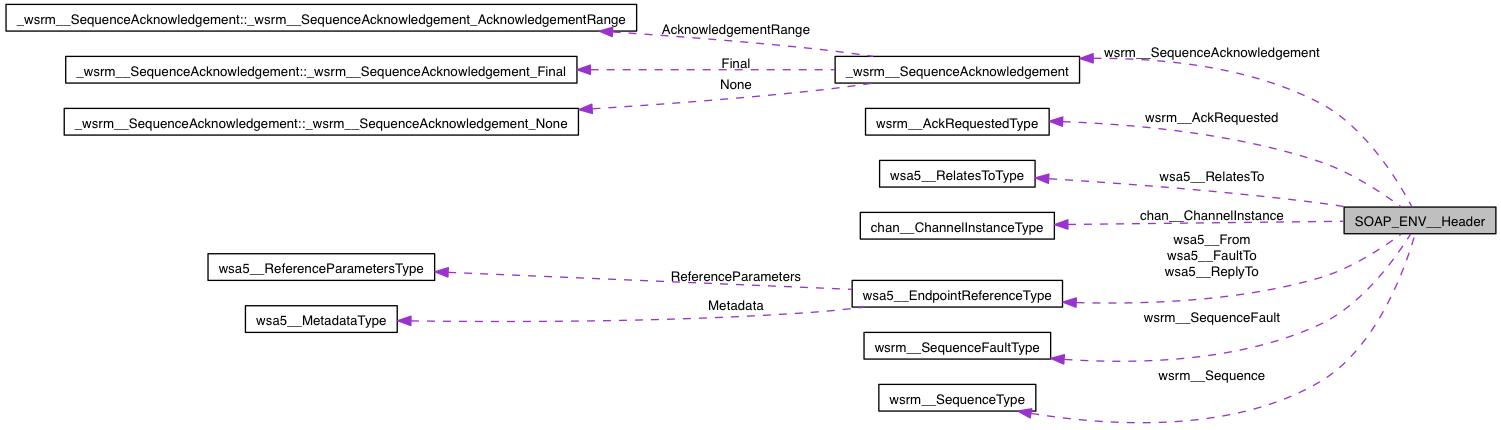 _wsrm__SequenceAcknowledgement::_wsrm__SequenceAcknowledgement_AcknowledgementRange
AcknowledgementRange
wsrm__SequenceAcknowledgement
_wsrm__SequenceAcknowledgement::_wsrm__SequenceAcknowledgement_Final
Final
_wsrm__SequenceAcknowledgement
None
_wsrm__SequenceAcknowledgement::_wsrm__SequenceAcknowledgement_None
wsrm__AckRequestedType
wsrm__AckRequested
wsa5__RelatesToType
wsa5__RelatesTo
chan__ChannelInstanceType
chan__ChannelInstance
SOAP_ENV__Header
wsa5__From
wsa5__FaultTo
wsa5__ReplyTo
wsa5__ReferenceParametersType
ReferenceParameters
wsa5__EndpointReferenceType
Metadata
wsa5__MetadataType
wsrm__SequenceFault
wsrm__SequenceFaultType
wsrm__Sequence
wsrm__SequenceType